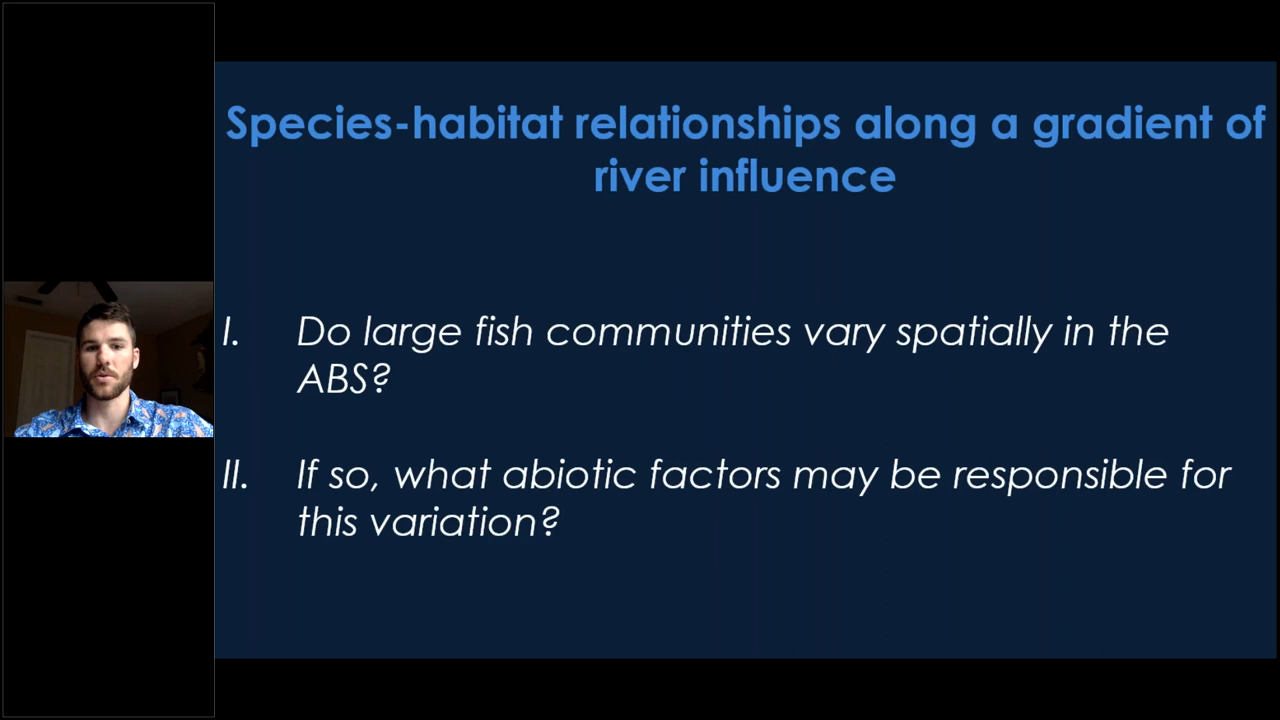 Species-habitat relationships along a gradient of
river influence
I. Do large fish communities vary spatially in the
ABS?
II. If so, what abiotic factors may be responsible for
this variation?